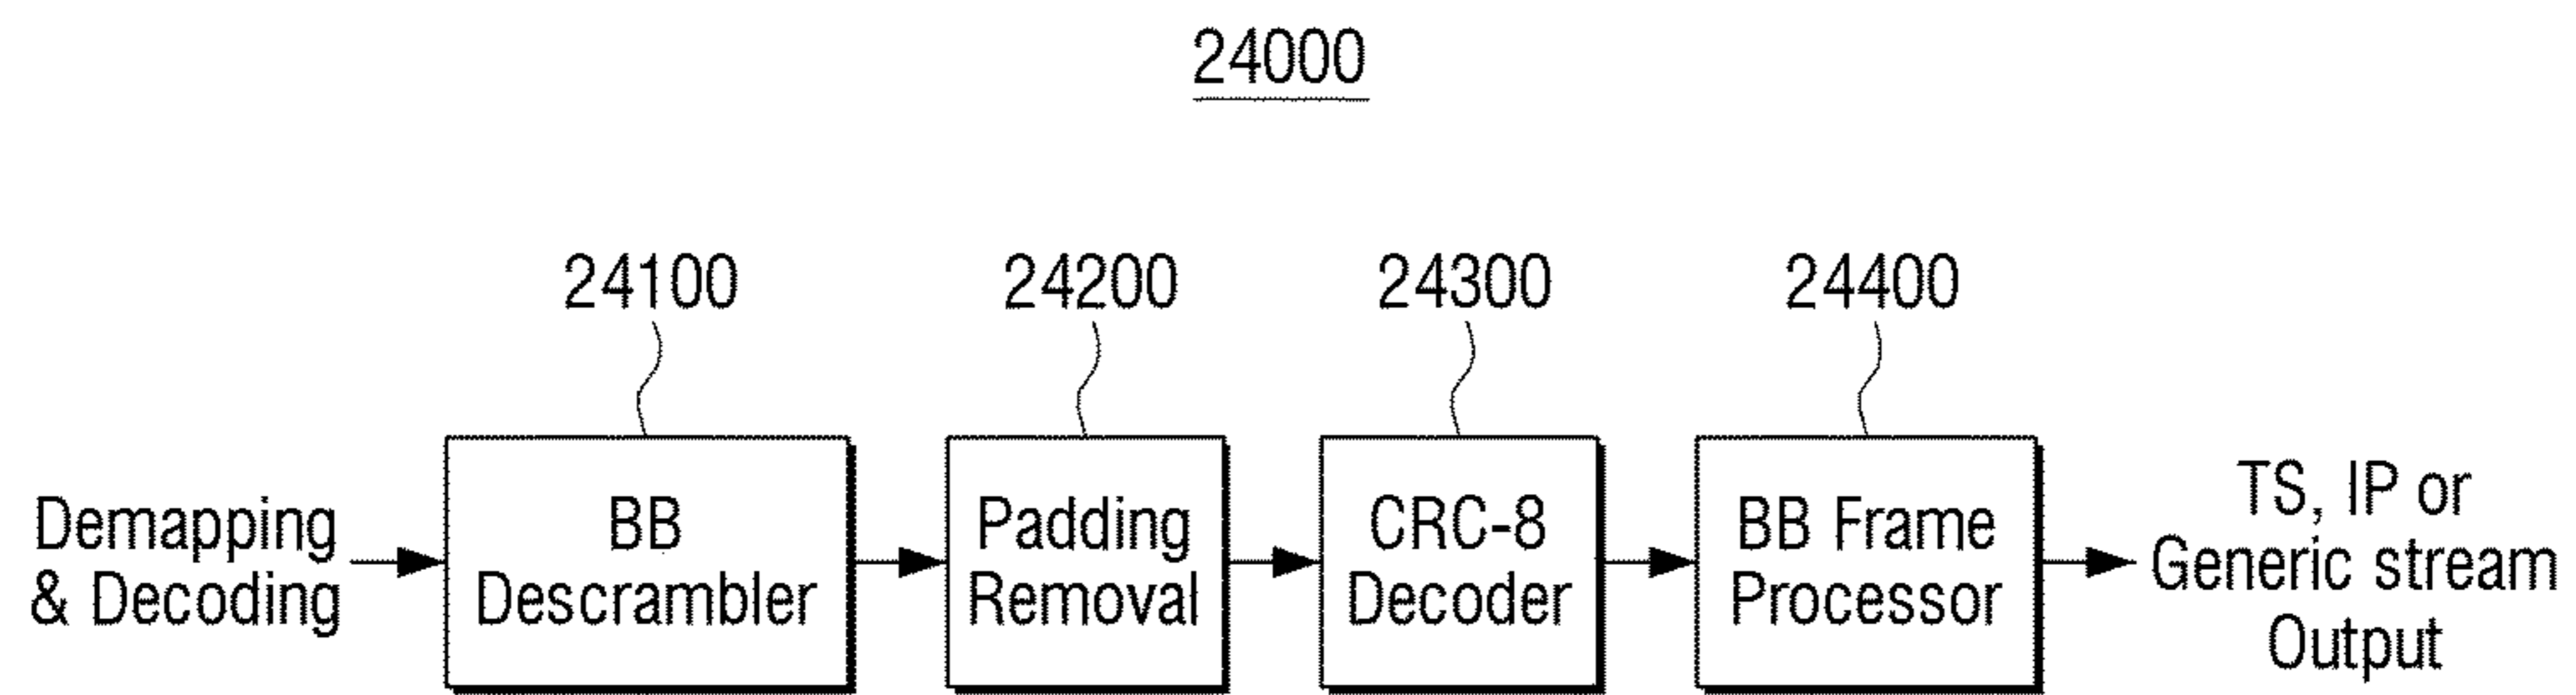 24000
24100
24200
24300
24400
Demapping
& Decoding
BB
Descrambler
Padding
Removal
CRC-8
Decoder
BB Frame
Processor
TS, IP or
Generic stream
Output